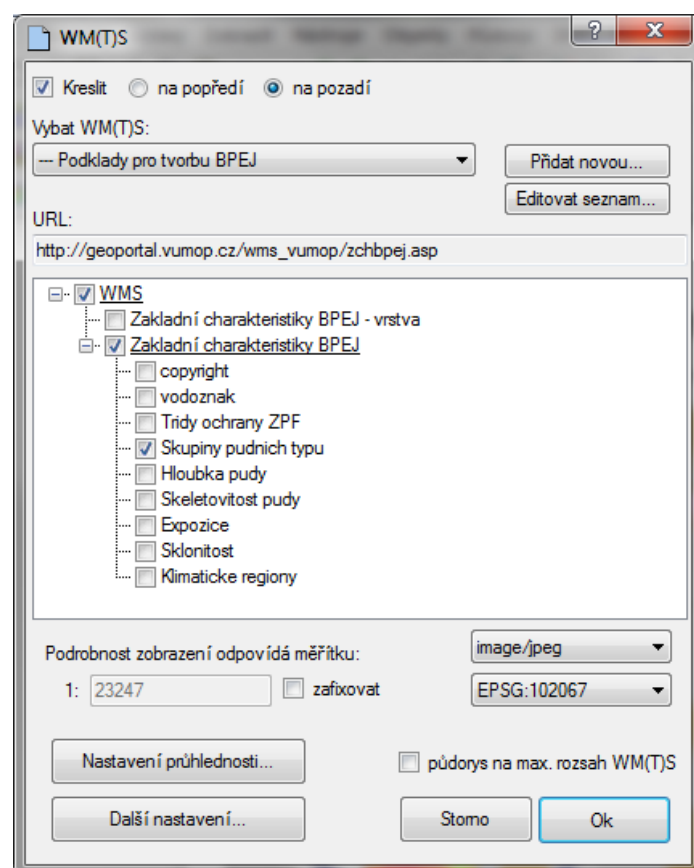 WM(T)S
Kreslit na popředí na pozadí
Vybat WM(T)S:
--- Podklady pro tvorbu BPEJ
Přidat novou...
Editovat seznam...
URL:
http://geoportal.vumop.cz/wms_vumop/zchbpej.asp
WMS
Zakladní charakteristiky BPEJ - vrstva
Zakladní charakteristiky BPEJ
copyright
vodoznak
Tridy ochrany ZPF
Skupiny pudnich typu
Hloubka pudy
Skeletovitost pudy
Expozice
Sklonitost
Klimaticke regiony
Podrobnost zobrazení odpovídá měřítku:
image/jpeg
1: 23247 zafixovat
EPSG:102067
Nastavení průhlednosti...
půdorys na max. rozsah WM(T)S
Další nastavení...
Storno
Ok